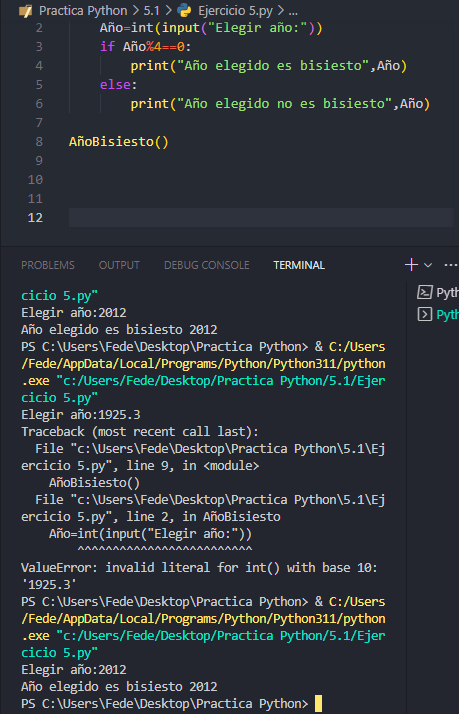 Practica Python > 5.1 > Ejercicio 5.py > ...
2 Año=int(input("Elegir año:"))
3 if Año%4==0:
4 print("Año elegido es bisiesto",Año)
5 else:
6 print("Año elegido no es bisiesto",Año)
7
8 AñoBisiesto()
9
10
11
12
PROBLEMS OUTPUT DEBUG CONSOLE TERMINAL
cicio 5.py"
Elegir año:2012
Año elegido es bisiesto 2012
PS C:\Users\Fede\Desktop\Practica Python> & C:/Users
/Fede/AppData/Local/Programs/Python/Python311/python
.exe "c:/Users/Fede/Desktop/Practica Python/5.1/Ejer
cicio 5.py"
Elegir año:1925.3
Traceback (most recent call last):
File "c:\Users\Fede\Desktop\Practica Python\5.1\Ej
ercicio 5.py", line 9, in <module>
AñoBisiesto()
File "c:\Users\Fede\Desktop\Practica Python\5.1\Ej
ercicio 5.py", line 2, in AñoBisiesto
Año=int(input("Elegir año:"))
^^^^^^^^^^^^^^^^^^^^^^^^^^
ValueError: invalid literal for int() with base 10:
'1925.3'
PS C:\Users\Fede\Desktop\Practica Python> & C:/Users
/Fede/AppData/Local/Programs/Python/Python311/python
.exe "c:/Users/Fede/Desktop/Practica Python/5.1/Ejer
cicio 5.py"
Elegir año:2012
Año elegido es bisiesto 2012
PS C:\Users\Fede\Desktop\Practica Python>
Pyth
Pyth